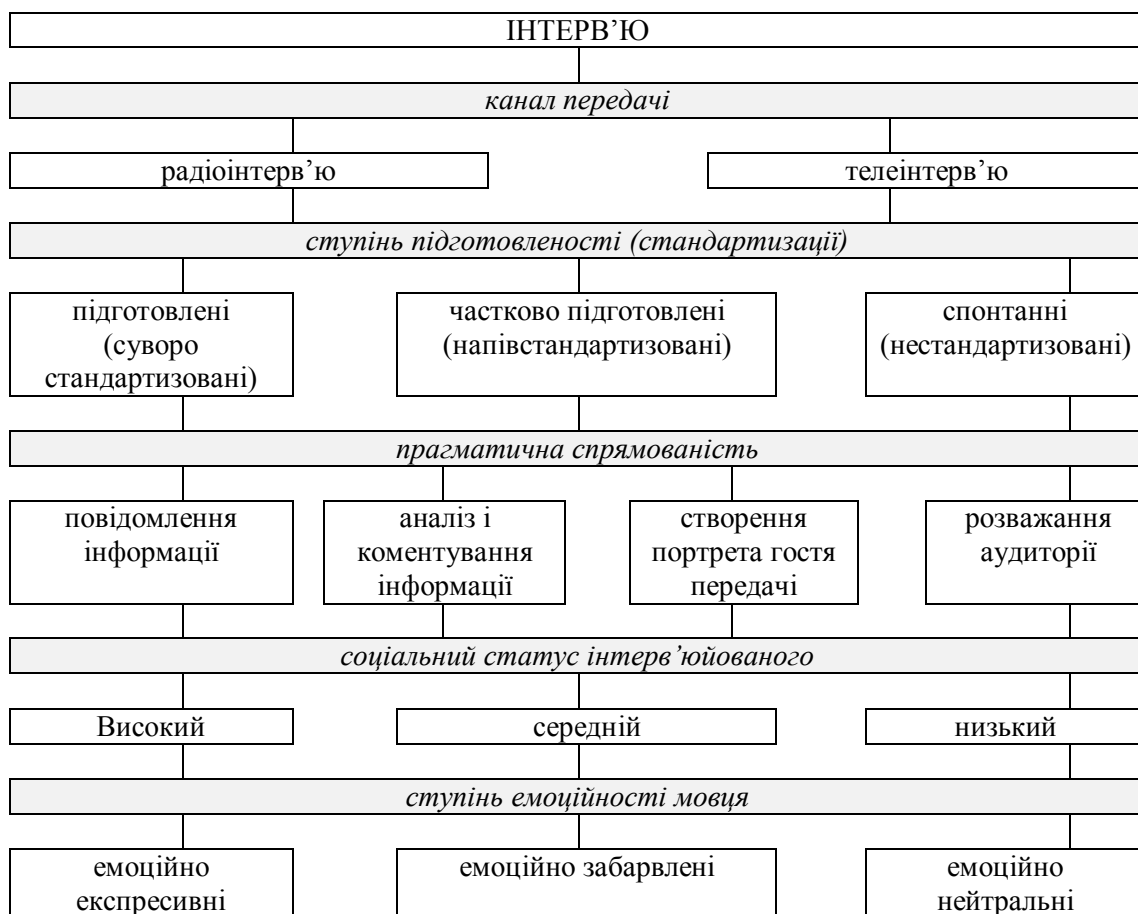 ІНТЕРВ’Ю
канал передачі
радіоінтерв’ю
телеінтерв’ю
ступінь підготовленості (стандартизації)
підготовлені
(суворо
стандартизовані)
частково підготовлені
(напівстандартизовані)
спонтанні
(нестандартизовані)
прагматична спрямованість
повідомлення
інформації
аналіз і
коментування
інформації
створення
портрета гостя
передачі
розважання
аудиторії
соціальний статус інтерв’юйованого
Високий
середній
низький
ступінь емоційності мовця
емоційно
експресивні
емоційно забарвлені
емоційно
нейтральні